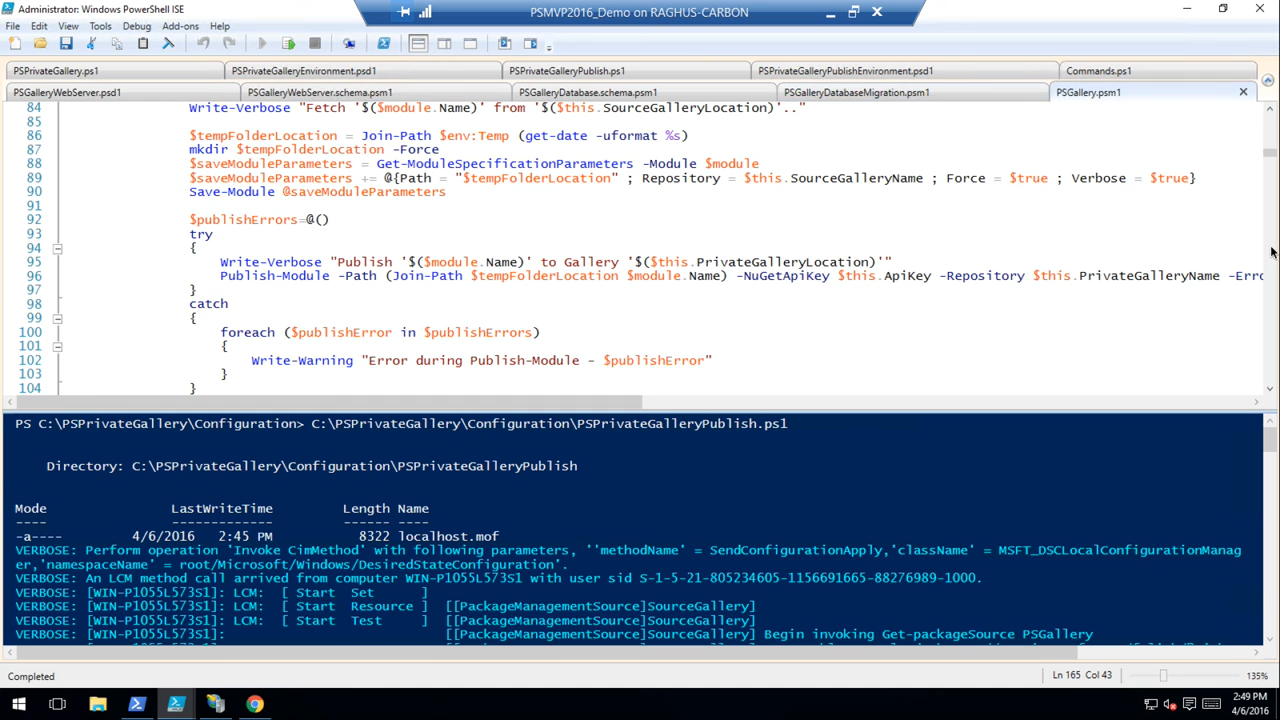 Administrator: Windows PowerShell ISE
PSMVP2016_Demo on RAGHUS-CARBON
File Edit View Tools Debug Add-ons Help
PSPrivateGallery.ps1 PSPrivateGalleryEnvironment.psd1 PSPrivateGalleryPublish.ps1 PSPrivateGalleryPublishEnvironment.psd1 Commands.ps1
PSGalleryWebServer.psd1 PSGalleryWebServer.schema.psm1 PSGalleryDatabase.schema.psm1 PSGalleryDatabaseMigration.psm1 PSGallery.psm1
84 Write-Verbose "Fetch '$($module.Name)' from '$($this.SourceGalleryLocation)'.."
85
86 $tempFolderLocation = Join-Path $env:Temp (get-date -uformat %s)
87 mkdir $tempFolderLocation -Force
88 $saveModuleParameters = Get-ModuleSpecificationParameters -Module $module
89 $saveModuleParameters += @{Path = "$tempFolderLocation" ; Repository = $this.SourceGalleryName ; Force = $true ; Verbose = $true}
90 Save-Module @saveModuleParameters
91
92 $publishErrors=@()
93 try
94 {
95 Write-Verbose "Publish '$($module.Name)' to Gallery '$($this.PrivateGalleryLocation)'"
96 Publish-Module -Path (Join-Path $tempFolderLocation $module.Name) -NuGetApiKey $this.ApiKey -Repository $this.PrivateGalleryName -Erro
97 }
98 catch
99 {
100 foreach ($publishError in $publishErrors)
101 {
102 Write-Warning "Error during Publish-Module - $publishError"
103 }
104 }
PS C:\PSPrivateGallery\Configuration> C:\PSPrivateGallery\Configuration\PSPrivateGalleryPublish.ps1
Directory: C:\PSPrivateGallery\Configuration\PSPrivateGalleryPublish
Mode LastWriteTime Length Name
---- ------------- ------ ----
-a---- 4/6/2016 2:45 PM 8322 localhost.mof
VERBOSE: Perform operation 'Invoke CimMethod' with following parameters, ''methodName' = SendConfigurationApply,'className' = MSFT_DSCLocalConfigurationManag
er,'namespaceName' = root/Microsoft/Windows/DesiredStateConfiguration'.
VERBOSE: An LCM method call arrived from computer WIN-P1055L573S1 with user sid S-1-5-21-805234605-1156691665-88276989-1000.
VERBOSE: [WIN-P1055L573S1]: LCM: [ Start Set ]
VERBOSE: [WIN-P1055L573S1]: LCM: [ Start Resource ] [[PackageManagementSource]SourceGallery]
VERBOSE: [WIN-P1055L573S1]: LCM: [ Start Test ] [[PackageManagementSource]SourceGallery]
VERBOSE: [WIN-P1055L573S1]: [[PackageManagementSource]SourceGallery] Begin invoking Get-packageSource PSGallery
Completed Ln 165 Col 43 135%
2:49 PM
4/6/2016